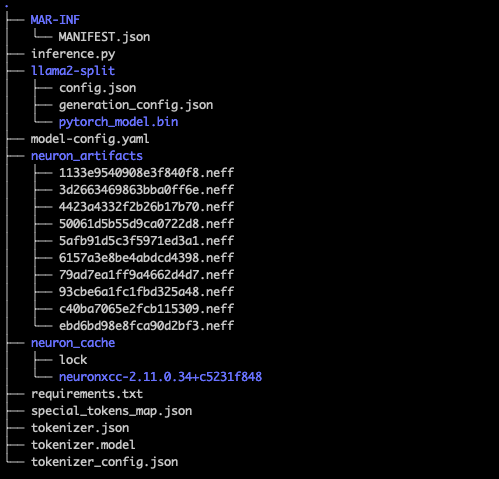 .
├── MAR-INF
│   └── MANIFEST.json
├── inference.py
├── llama2-split
│   ├── config.json
│   ├── generation_config.json
│   └── pytorch_model.bin
├── model-config.yaml
├── neuron_artifacts
│   ├── 1133e9540908e3f840f8.neff
│   ├── 3d2663469863bba0ff6e.neff
│   ├── 4423a4332f2b26b17b70.neff
│   ├── 50061d5b55d9ca0722d8.neff
│   ├── 5afb91d5c3f5971ed3a1.neff
│   ├── 6157a3e8be4abdcd4398.neff
│   ├── 79ad7ea1ff9a4662d4d7.neff
│   ├── 93cbe6a1fc1fbd325a48.neff
│   ├── c40ba7065e2fcb115309.neff
│   └── ebd6bd98e8fca90d2bf3.neff
├── neuron_cache
│   ├── lock
│   └── neuronxcc-2.11.0.34+c5231f848
├── requirements.txt
├── special_tokens_map.json
├── tokenizer.json
├── tokenizer.model
└── tokenizer_config.json